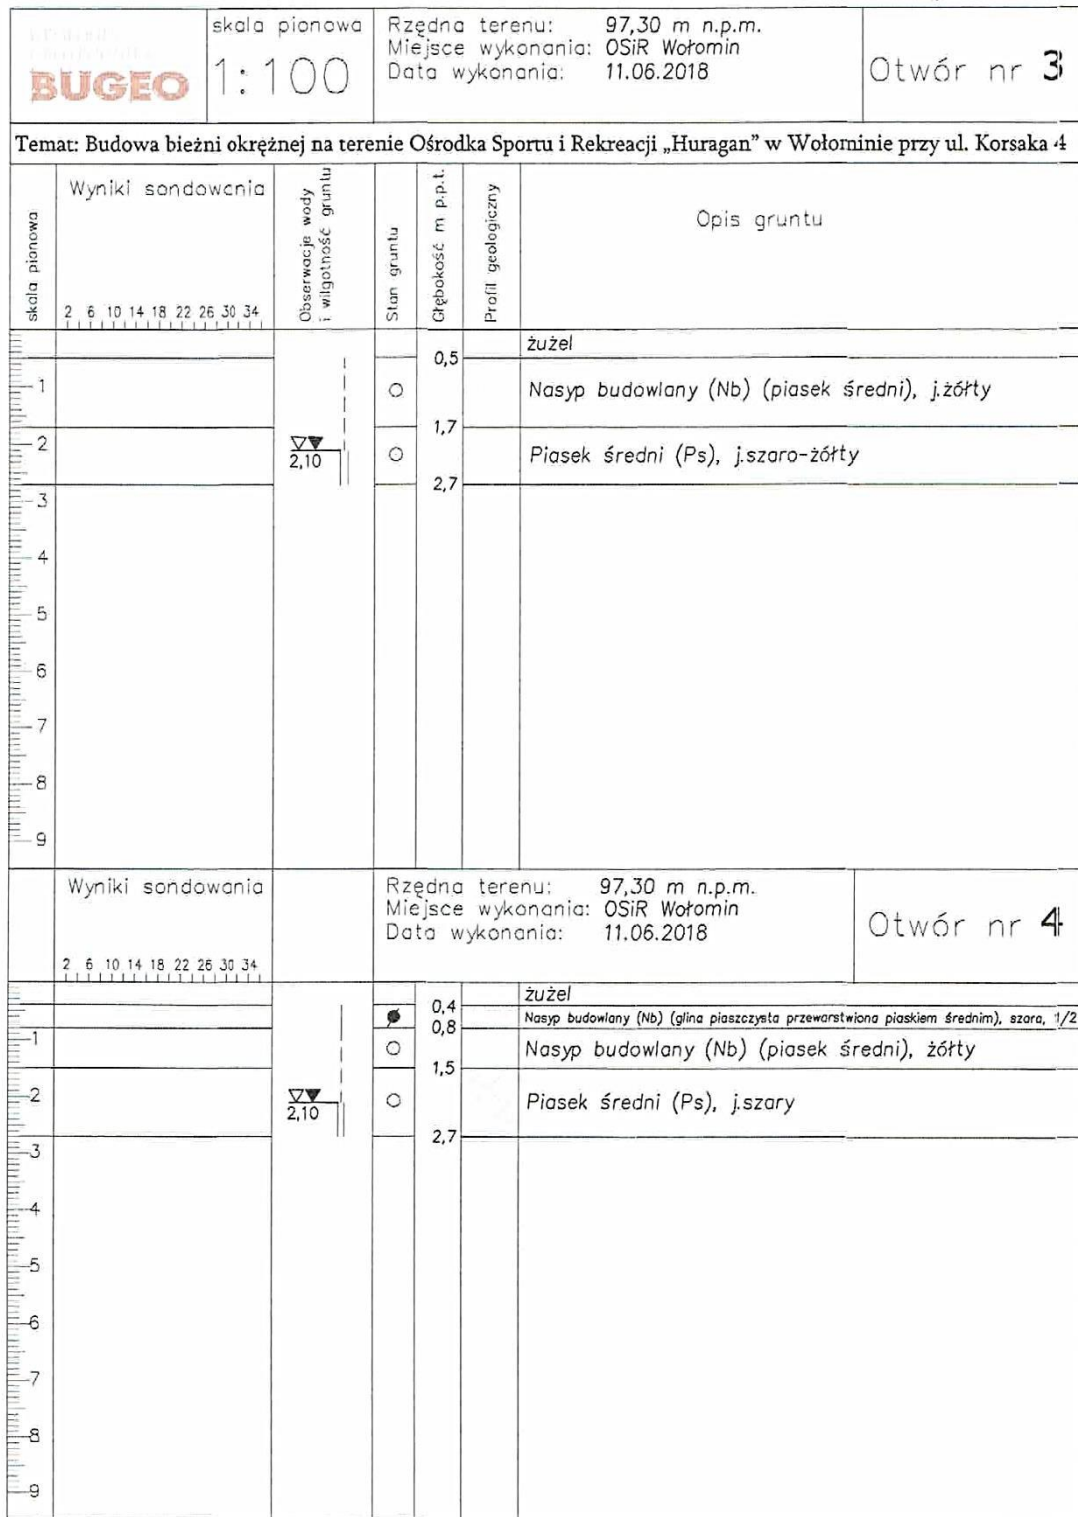 BUGEO
skala pionowa
1:100
Rzędna terenu: 97,30 m n.p.m.
Miejsce wykonania: OSiR Wołomin
Data wykonania: 11.06.2018
Otwór nr 3
Temat: Budowa bieżni okrężnej na terenie Ośrodka Sportu i Rekreacji „Huragan” w Wołominie przy ul. Korsaka 4
skala pionowa
Wyniki sondowania
2 6 10 14 18 22 26 30 34
Obserwacje wody
i wilgotność gruntu
Stan gruntu
Głębokość m p.p.t.
Profil geologiczny
Opis gruntu
żużel
0,5
1
Nasyp budowlany (Nb) (piasek średni), j.żółty
1,7
2
2,10
Piasek średni (Ps), j.szaro-żółty
2,7
3
4
5
6
7
8
9
Wyniki sondowania
2 6 10 14 18 22 26 30 34
Rzędna terenu: 97,30 m n.p.m.
Miejsce wykonania: OSiR Wołomin
Data wykonania: 11.06.2018
Otwór nr 4
żużel
0,4
Nasyp budowlany (Nb) (glina piaszczysta przewarstwiona piaskiem średnim), szara, 1/2
0,8
1
Nasyp budowlany (Nb) (piasek średni), żółty
1,5
2
2,10
Piasek średni (Ps), j.szary
2,7
3
4
5
6
7
8
9